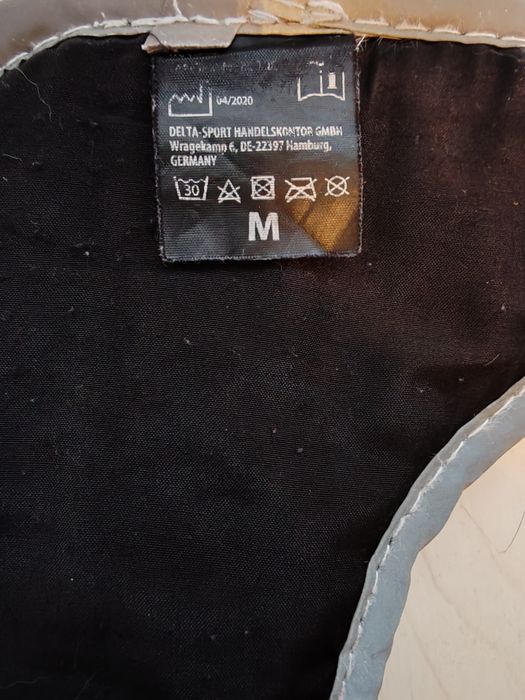 04/2020
DELTA-SPORT HANDELSKONTOR GMBH
Wragekamp 6, DE-22397 Hamburg,
GERMANY
30
M